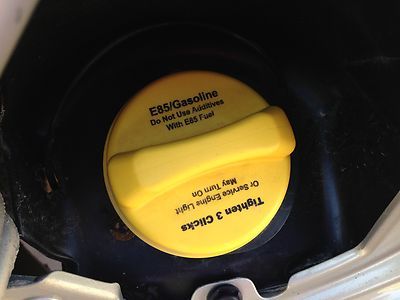 E85/Gasoline
Do Not Use Additives
With E85 Fuel
Tighten 3 Clicks
Or Service Engine Light
May Turn On